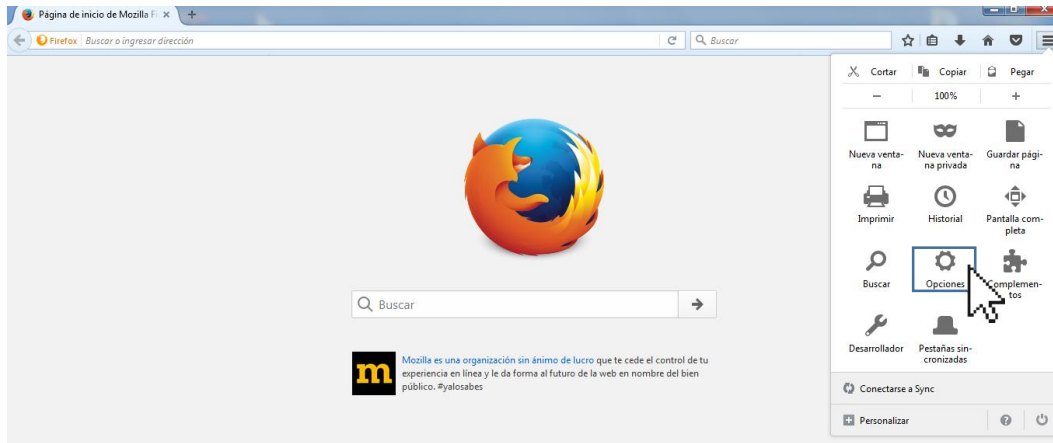 Página de inicio de Mozilla Fi
Firefox Buscar o ingresar dirección
Buscar
Cortar Copiar Pegar
100%
Nueva venta-
na
Nueva venta-
na privada
Guardar pági-
na
Imprimir
Historial
Pantalla com-
pleta
Buscar
Opciones
Complemen-
tos
Desarrollador
Pestañas sin-
cronizadas
Conectarse a Sync
Personalizar
Buscar
m
Mozilla es una organización sin ánimo de lucro que te cede el control de tu
experiencia en línea y le da forma al futuro de la web en nombre del bien
público. #yalosabes